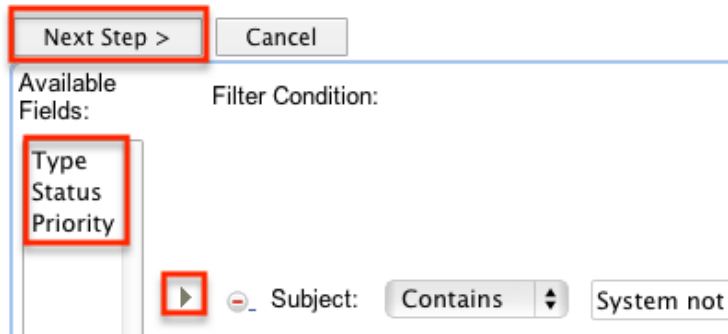 Next Step > Cancel
Available
Fields:
Filter Condition:
Type
Status
Priority
Subject: Contains System not